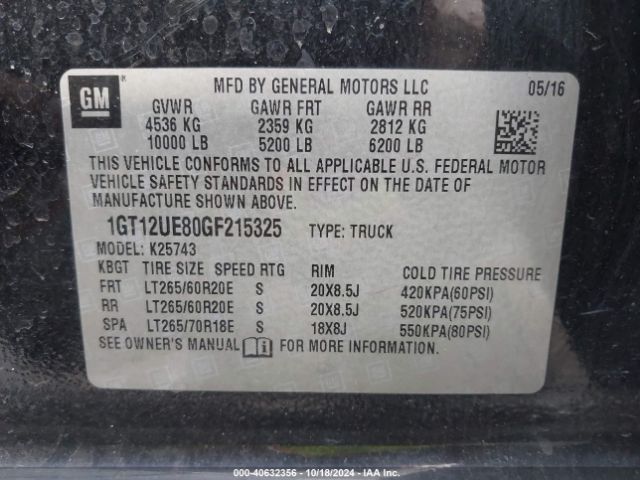 GM
MFD BY GENERAL MOTORS LLC 05/16
GVWR GAWR FRT GAWR RR
4536 KG 2359 KG 2812 KG
10000 LB 5200 LB 6200 LB
THIS VEHICLE CONFORMS TO ALL APPLICABLE U.S. FEDERAL MOTOR
VEHICLE SAFETY STANDARDS IN EFFECT ON THE DATE OF
MANUFACTURE SHOWN ABOVE.
1GT12UE80GF215325 TYPE: TRUCK
MODEL: K25743
KBGT TIRE SIZE SPEED RTG RIM COLD TIRE PRESSURE
FRT LT265/60R20E S 20X8.5J 420KPA(60PSI)
RR LT265/60R20E S 20X8.5J 520KPA(75PSI)
SPA LT265/70R18E S 18X8J 550KPA(80PSI)
SEE OWNER'S MANUAL FOR MORE INFORMATION.
000-40632356 | 10/18/2024 | IAA Inc.